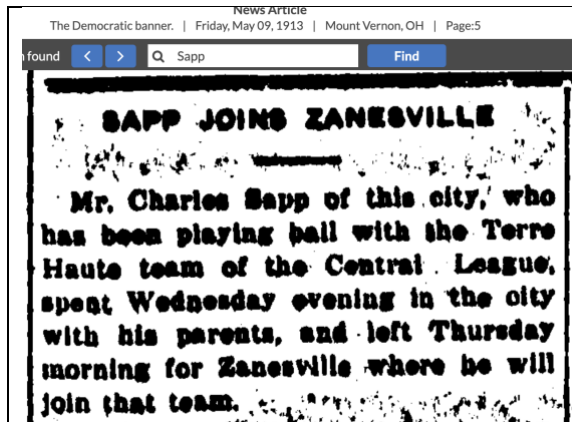 News Article
The Democratic banner. | Friday, May 09, 1913 | Mount Vernon, OH | Page:5
found
Sapp
Find
SAPP JOINS ZANESVILLE
Mr. Charles Sapp of this city, who
has been playing ball with the Terre
Haute team of the Central League,
spent Wednesday evening in the city
with his parents, and left Thursday
morning for Zanesville where he will
join that team.